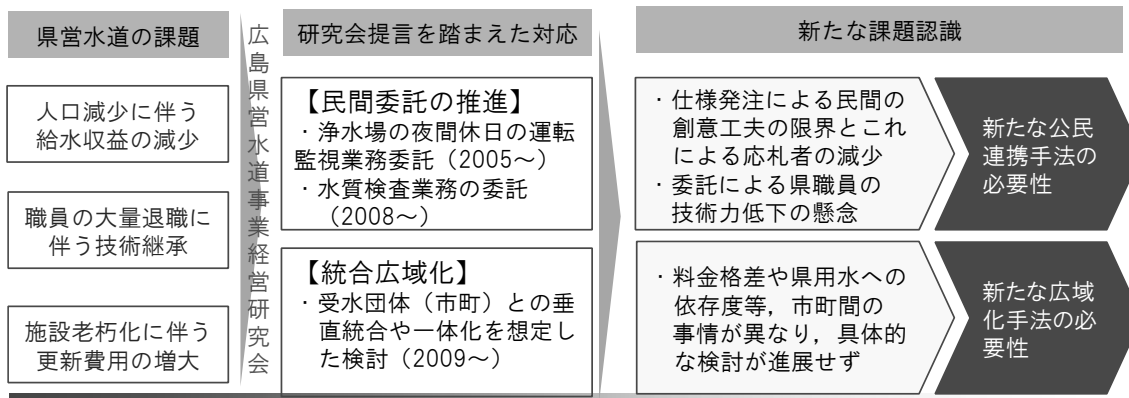 県営水道の課題
人口減少に伴う
給水収益の減少
職員の大量退職に
伴う技術継承
施設老朽化に伴う
更新費用の増大
広島県営水道事業経営研究会
研究会提言を踏まえた対応
【民間委託の推進】
・浄水場の夜間休日の運転
監視業務委託（2005～）
・水質検査業務の委託
（2008～）
【統合広域化】
・受水団体（市町）との垂
直統合や一体化を想定し
た検討（2009～）
新たな課題認識
・仕様発注による民間の
創意工夫の限界とこれ
による応札者の減少
・委託による県職員の
技術力低下の懸念
新たな公民
連携手法の
必要性
・料金格差や県用水への
依存度等，市町間の
事情が異なり，具体的
な検討が進展せず
新たな広域
化手法の必
要性